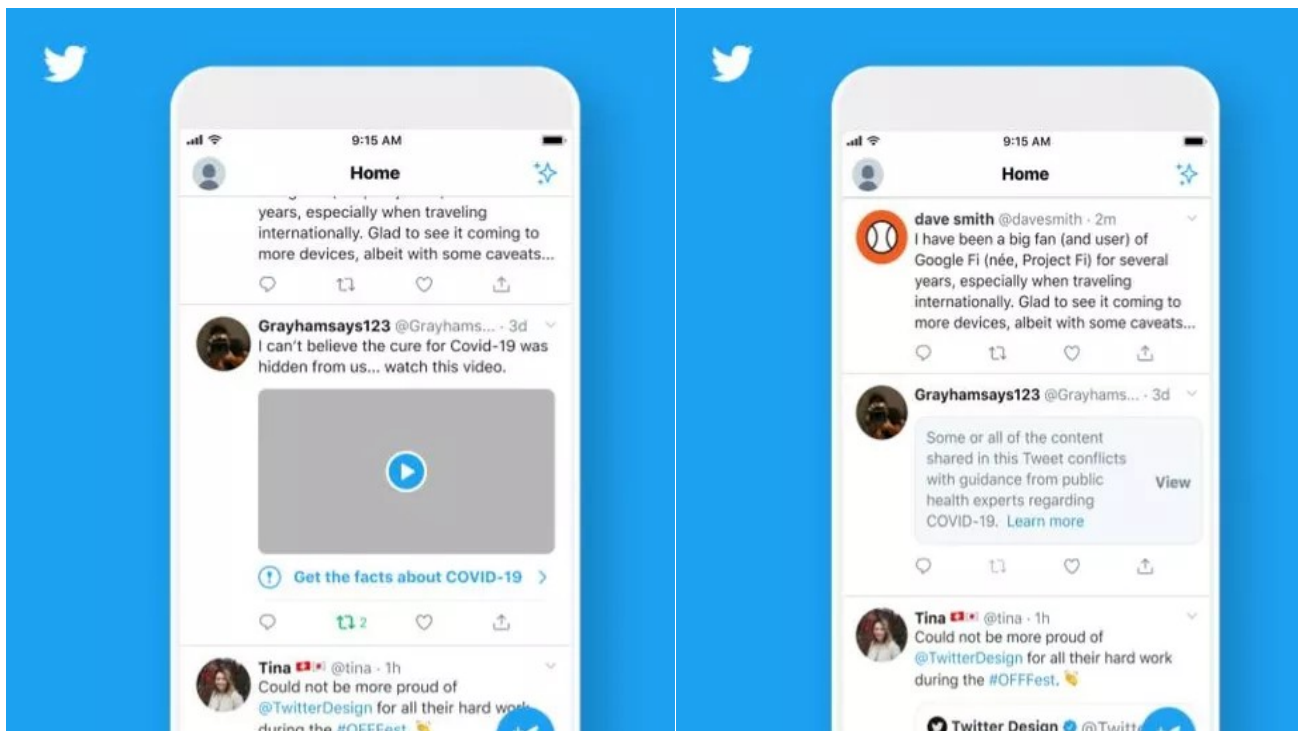 9:15 AM
Home
years, especially when traveling
internationally. Glad to see it coming to
more devices, albeit with some caveats...
Grayhamsays123 @Grayhams... · 3d
I can't believe the cure for Covid-19 was
hidden from us... watch this video.
Get the facts about COVID-19
2
Tina @tina · 1h
Could not be more proud of
@TwitterDesign for all their hard work
during the #OFFFest. 👏
9:15 AM
Home
dave smith @davesmith · 2m
I have been a big fan (and user) of
Google Fi (née, Project Fi) for several
years, especially when traveling
internationally. Glad to see it coming to
more devices, albeit with some caveats...
Grayhamsays123 @Grayhams... · 3d
Some or all of the content
shared in this Tweet conflicts
with guidance from public
health experts regarding
COVID-19. Learn more
View
Tina @tina · 1h
Could not be more proud of
@TwitterDesign for all their hard work
during the #OFFFest. 👏
Twitter Design @Twitte